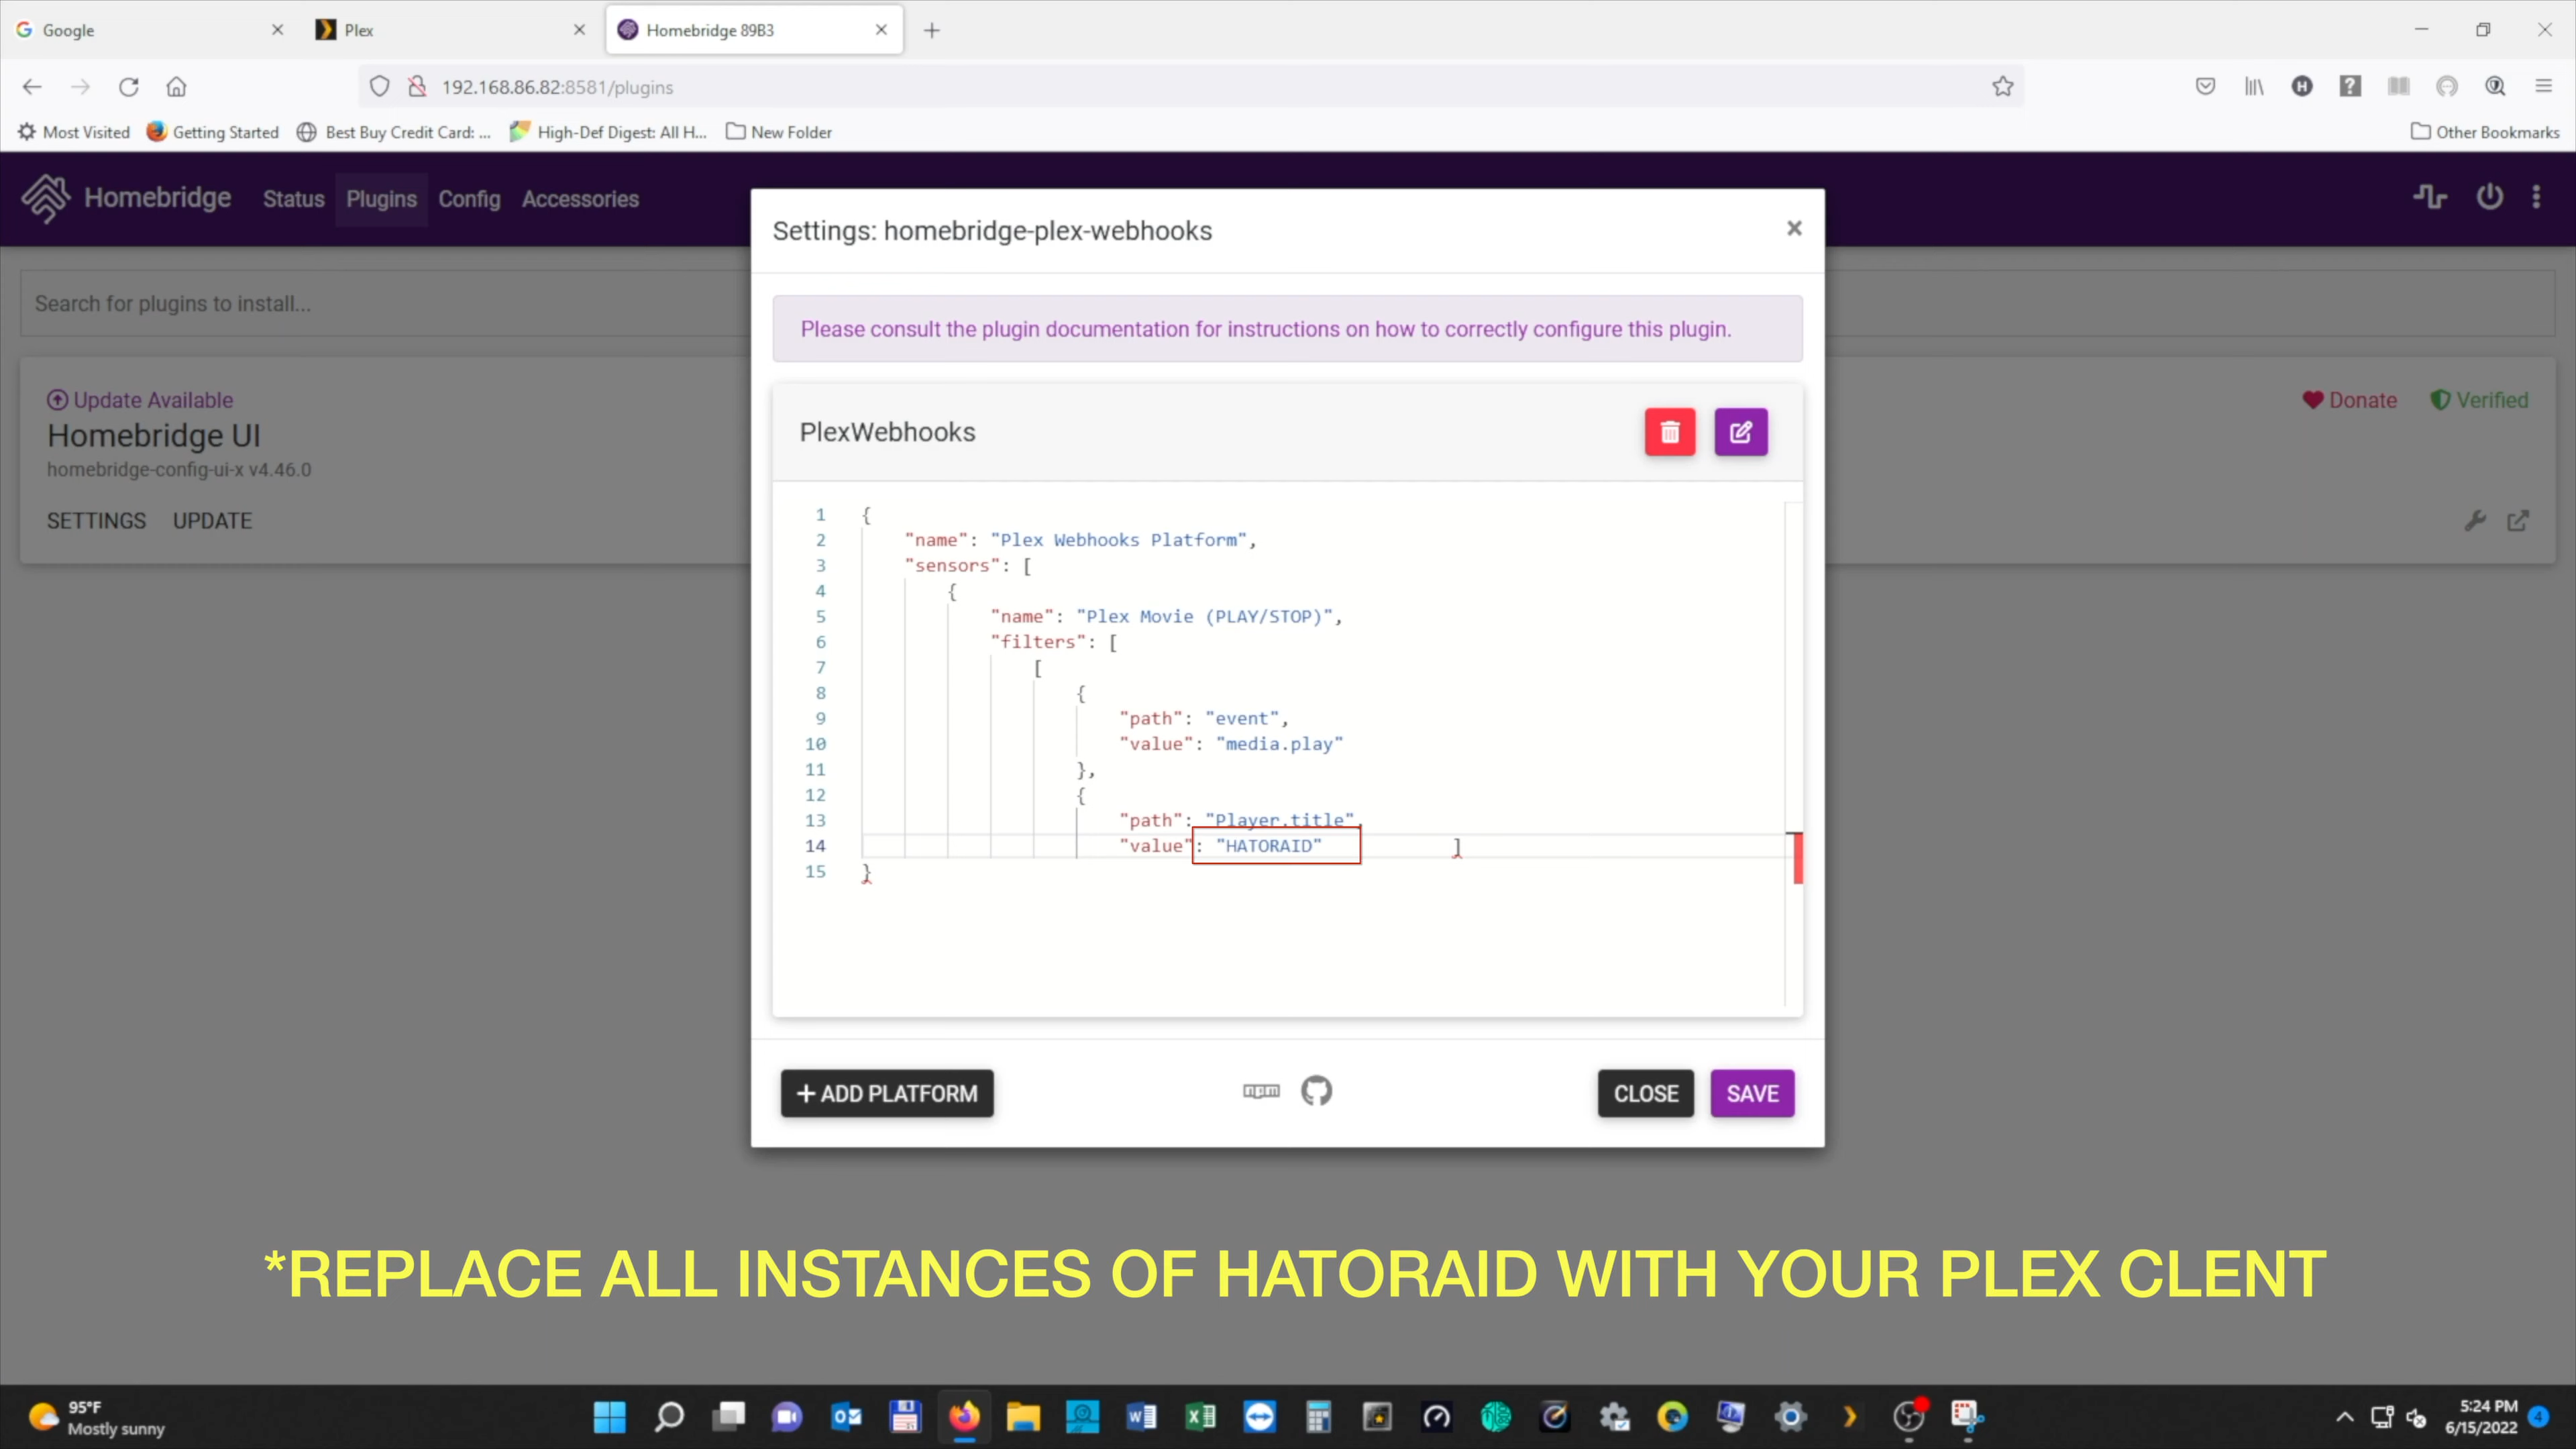 Google
Plex
Homebridge 89B3
192.168.86.82:8581/plugins
Most Visited
Getting Started
Best Buy Credit Card: ...
High-Def Digest: All H...
New Folder
Other Bookmarks
Homebridge
Status
Plugins
Config
Accessories
Search for plugins to install...
Update Available
Homebridge UI
homebridge-config-ui-x v4.46.0
SETTINGS UPDATE
Donate
Verified
Settings: homebridge-plex-webhooks
Please consult the plugin documentation for instructions on how to correctly configure this plugin.
PlexWebhooks
1 {
2 "name": "Plex Webhooks Platform",
3 "sensors": [
4 {
5 "name": "Plex Movie (PLAY/STOP)",
6 "filters": [
7 [
8 {
9 "path": "event",
10 "value": "media.play"
11 },
12 {
13 "path": "Player.title",
14 "value": "HATORAID" ]
15 }
+ ADD PLATFORM
npm
CLOSE
SAVE
*REPLACE ALL INSTANCES OF HATORAID WITH YOUR PLEX CLENT
95°F
Mostly sunny
5:24 PM
6/15/2022
4